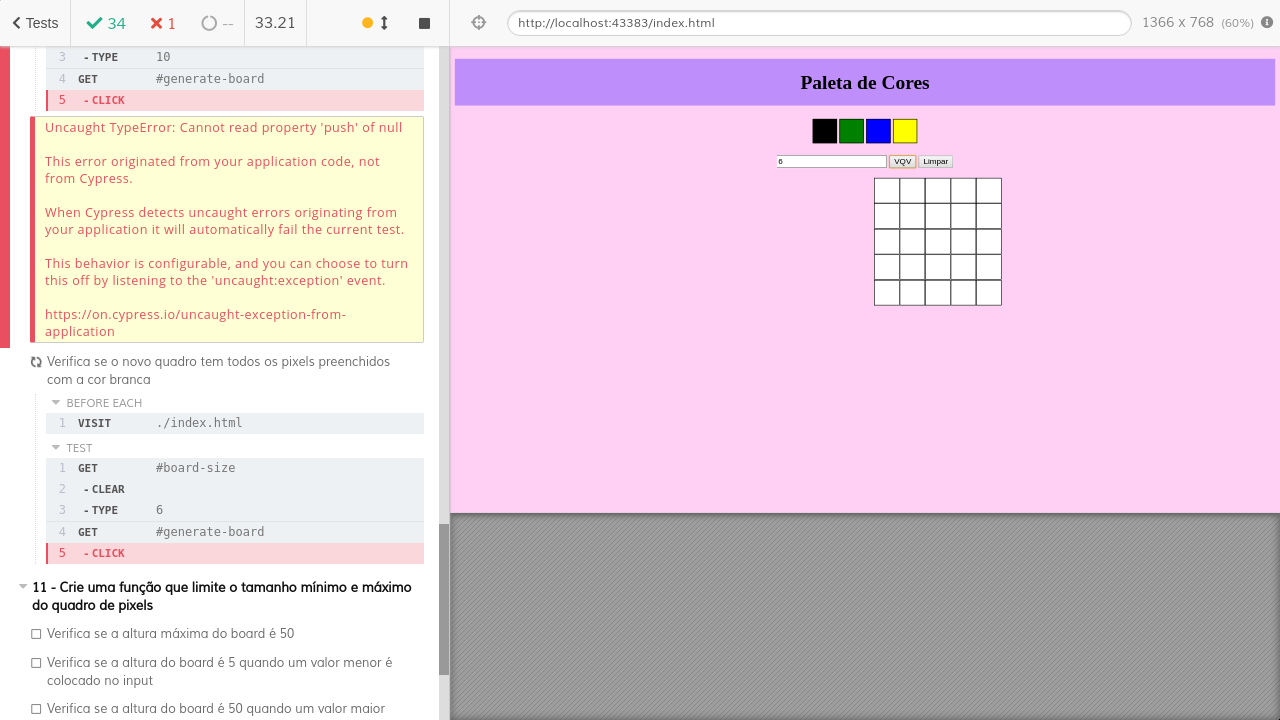 Tests
34
1
--
33.21
http://localhost:43383/index.html
1366 x 768 (60%)
3 - TYPE 10
4 GET #generate-board
5 - CLICK
Uncaught TypeError: Cannot read property 'push' of null
This error originated from your application code, not
from Cypress.
When Cypress detects uncaught errors originating from
your application it will automatically fail the current test.
This behavior is configurable, and you can choose to turn
this off by listening to the 'uncaught:exception' event.
https://on.cypress.io/uncaught-exception-from-
application
Verifica se o novo quadro tem todos os pixels preenchidos
com a cor branca
BEFORE EACH
1 VISIT ./index.html
TEST
1 GET #board-size
2 - CLEAR
3 - TYPE 6
4 GET #generate-board
5 - CLICK
11 - Crie uma função que limite o tamanho mínimo e máximo
do quadro de pixels
Verifica se a altura máxima do board é 50
Verifica se a altura do board é 5 quando um valor menor é
colocado no input
Verifica se a altura do board é 50 quando um valor maior
Paleta de Cores
6 VQV Limpar